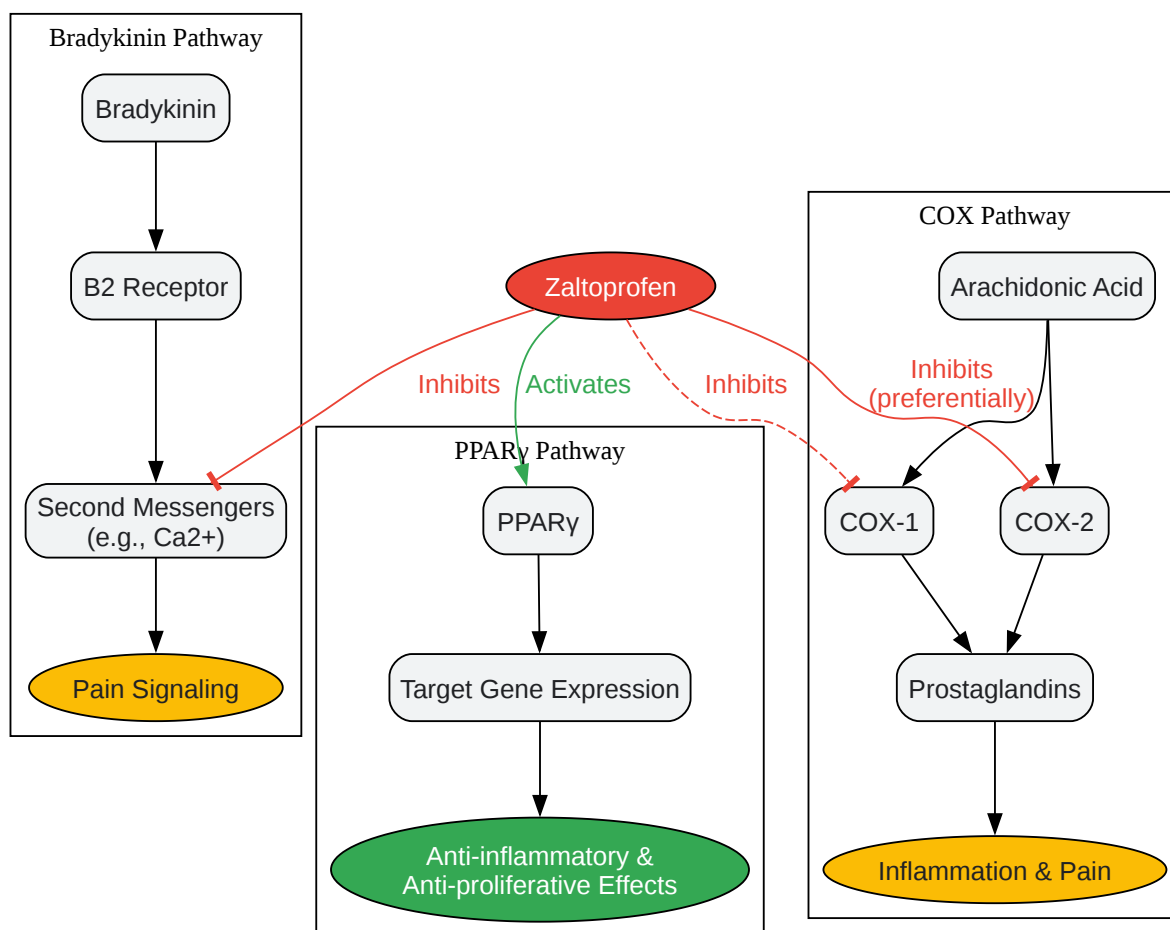 Bradykinin Pathway
Bradykinin
B2 Receptor
Second Messengers
(e.g., Ca2+)
Pain Signaling
Zaltoprofen
Inhibits
Activates
Inhibits
Inhibits
(preferentially)
PPARγ Pathway
PPARγ
Target Gene Expression
Anti-inflammatory &
Anti-proliferative Effects
COX Pathway
Arachidonic Acid
COX-1
COX-2
Prostaglandins
Inflammation & Pain